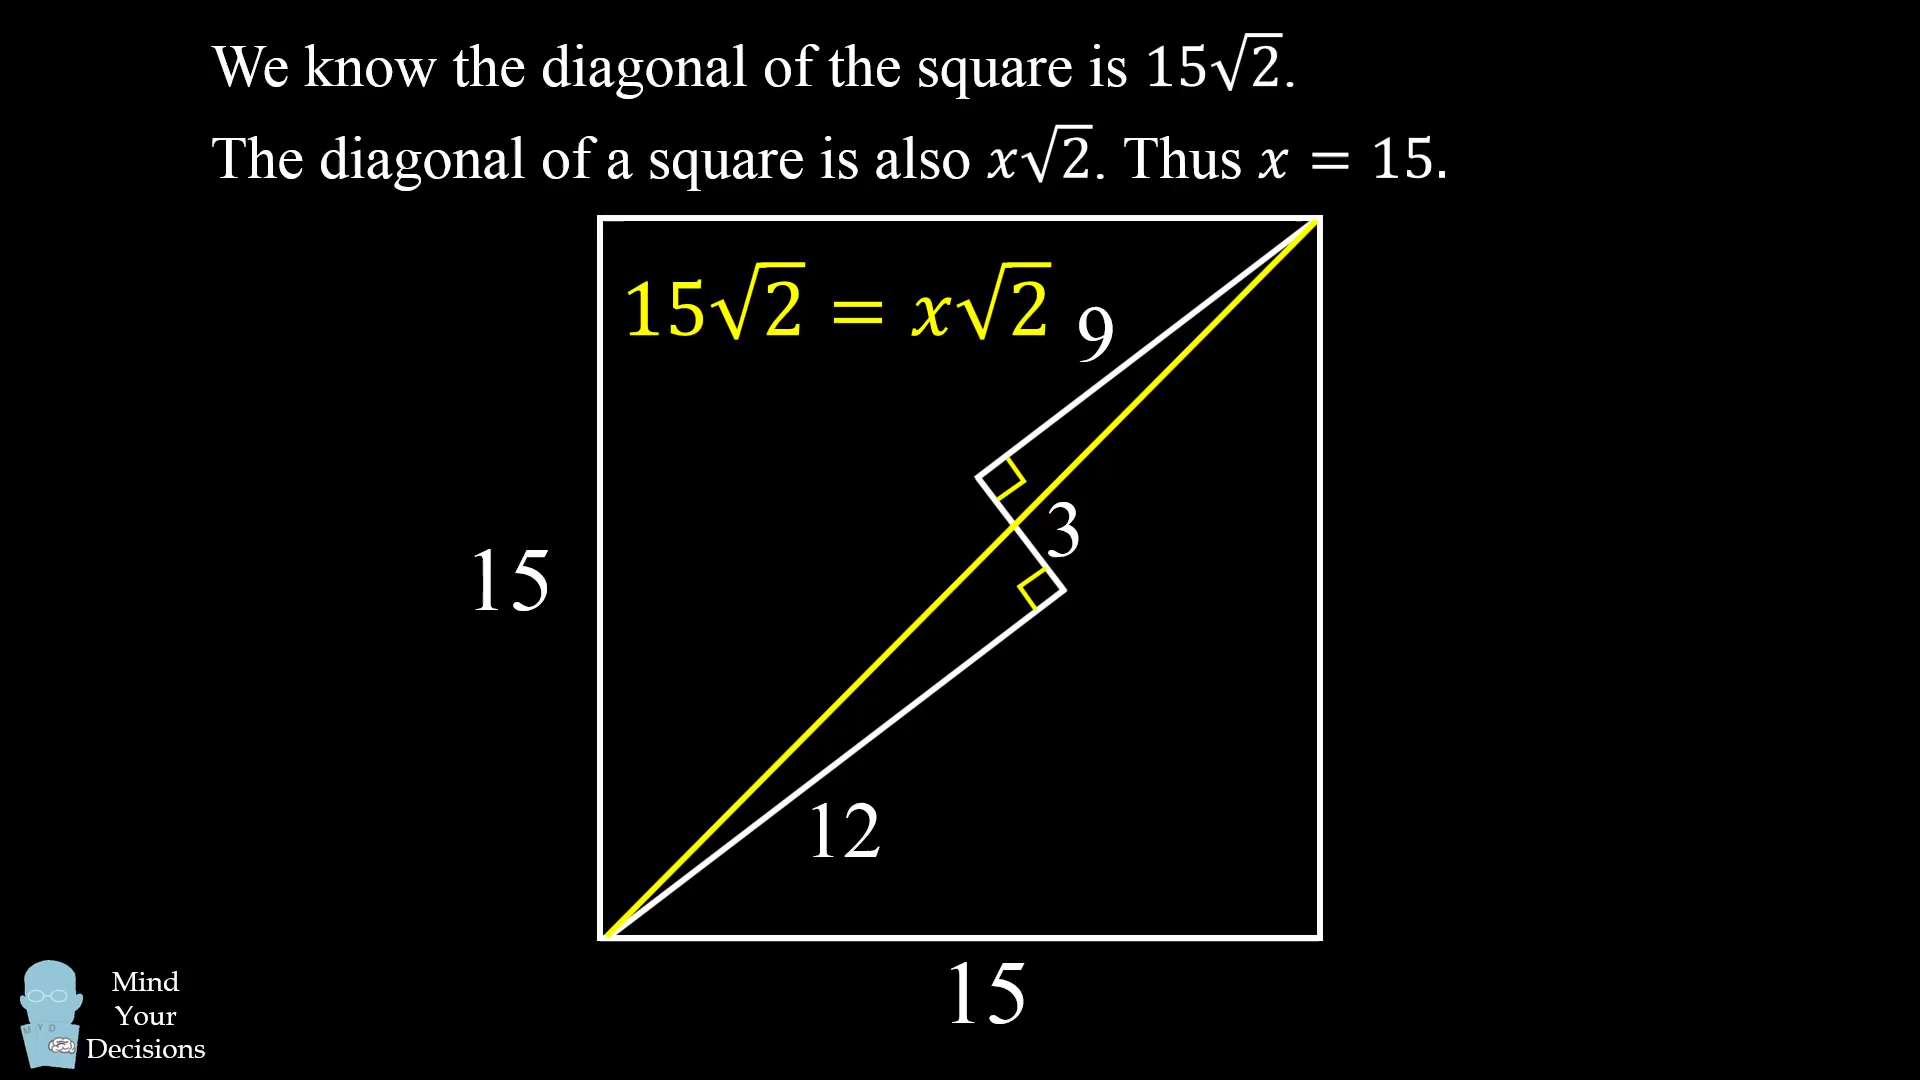 We know the diagonal of the square is 15√2.
The diagonal of a square is also x√2. Thus x = 15.
15√2 = x√2
9
3
15
12
15
M Y D
Mind
Your
Decisions